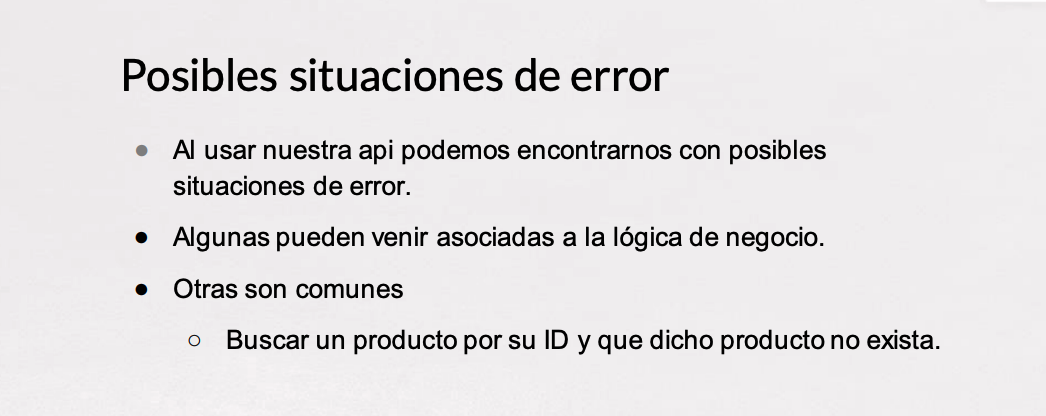 Posibles situaciones de error
● Al usar nuestra api podemos encontrarnos con posibles
situaciones de error.
● Algunas pueden venir asociadas a la lógica de negocio.
● Otras son comunes
○ Buscar un producto por su ID y que dicho producto no exista.